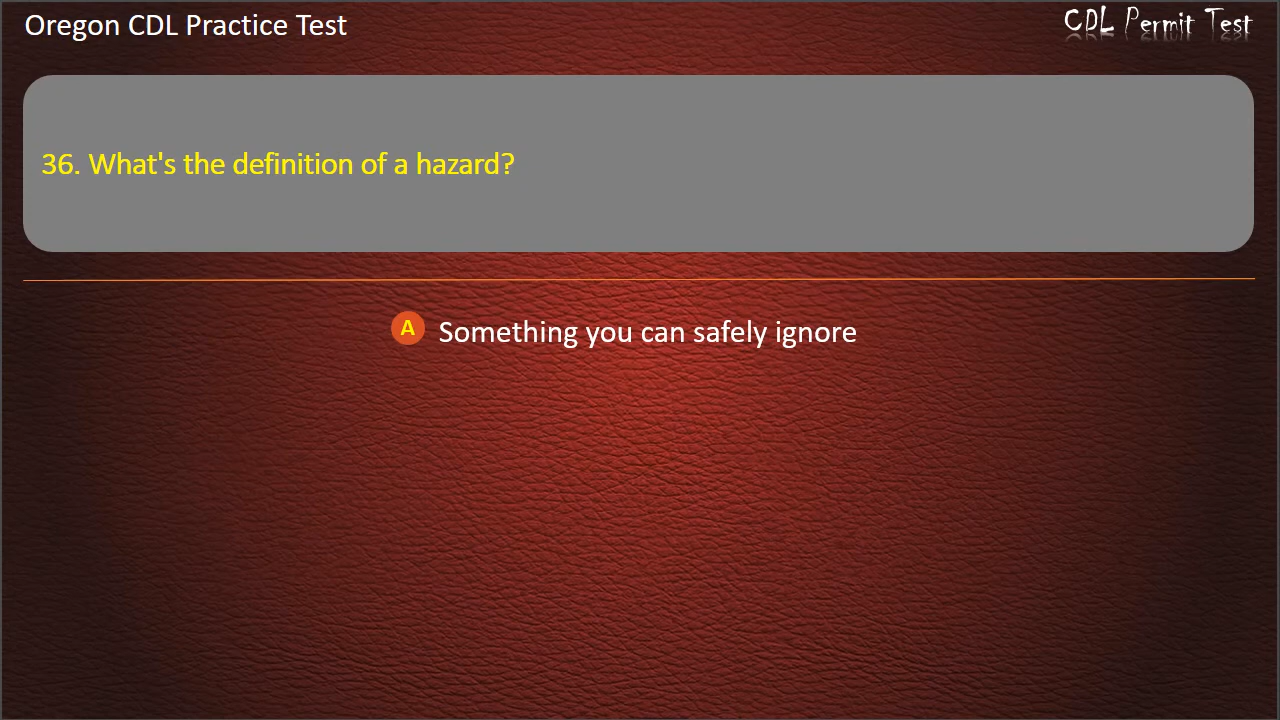 Oregon CDL Practice Test
CDL Permit Test
36. What's the definition of a hazard?
A Something you can safely ignore